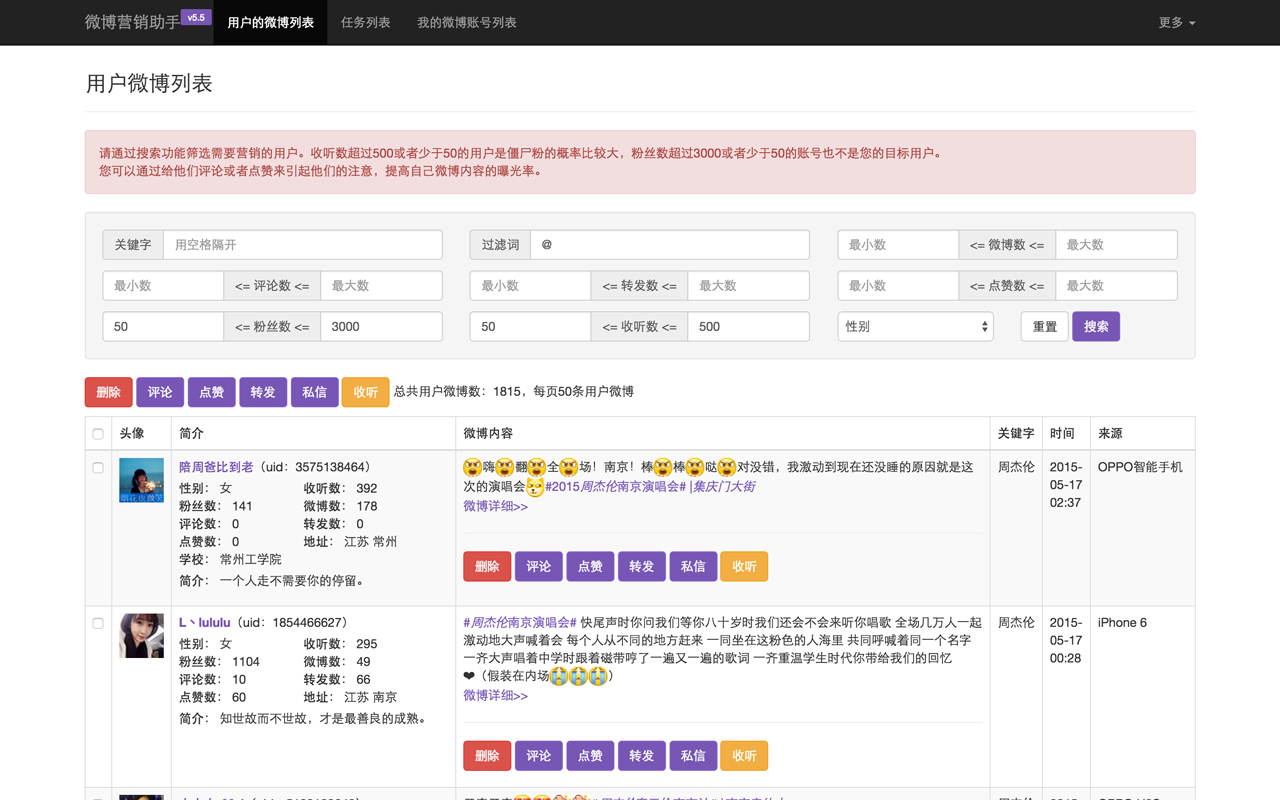 微博营销助手 v5.5 用户的微博列表 任务列表 我的微博账号列表 更多
用户微博列表
请通过搜索功能筛选需要营销的用户。收听数超过500或者少于50的用户是僵尸粉的概率比较大，粉丝数超过3000或者少于50的账号也不是您的目标用户。
您可以通过给他们评论或者点赞来引起他们的注意，提高自己微博内容的曝光率。
关键字 用空格隔开 过滤词 @ 最小数 <= 微博数 <= 最大数
最小数 <= 评论数 <= 最大数 最小数 <= 转发数 <= 最大数 最小数 <= 点赞数 <= 最大数
50 <= 粉丝数 <= 3000 50 <= 收听数 <= 500 性别 重置 搜索
删除 评论 点赞 转发 私信 收听 总共用户微博数：1815，每页50条用户微博
头像 简介 微博内容 关键字 时间 来源
陪周爸比到老（uid：3575138464）
性别： 女 收听数： 392
粉丝数： 141 微博数： 178
评论数： 0 转发数： 0
点赞数： 0 地址： 江苏 常州
学校： 常州工学院
简介： 一个人走不需要你的停留。
嗨翻全场！南京！棒棒哒对没错，我激动到现在还没睡的原因就是这
次的演唱会#2015周杰伦南京演唱会# |集庆门大街
微博详细>>
删除 评论 点赞 转发 私信 收听
周杰伦
2015-
05-17
02:37
OPPO智能手机
L丶lululu（uid：1854466627）
性别： 女 收听数： 295
粉丝数： 1104 微博数： 49
评论数： 10 转发数： 66
点赞数： 60 地址： 江苏 南京
简介： 知世故而不世故，才是最善良的成熟。
#周杰伦南京演唱会# 快尾声时你问我们等你八十岁时我们还会不会来听你唱歌 全场几万人一起
激动地大声喊着会 每个人从不同的地方赶来 一同坐在这粉色的人海里 共同呼喊着同一个名字
一齐大声唱着中学时跟着磁带哼了一遍又一遍的歌词 一齐重温学生时代你带给我们的回忆
❤（假装在内场😭😭😭）
微博详细>>
删除 评论 点赞 转发 私信 收听
周杰伦
2015-
05-17
00:28
iPhone 6